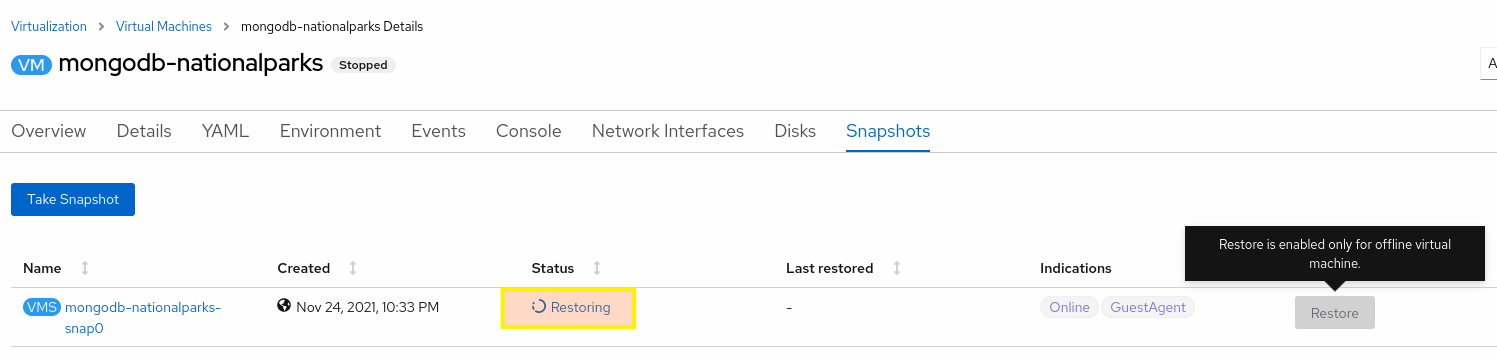 Virtualization > Virtual Machines > mongodb-nationalparks Details
VM mongodb-nationalparks Stopped
A
Overview Details YAML Environment Events Console Network Interfaces Disks Snapshots
Take Snapshot
Restore is enabled only for offline virtual
machine.
Name Created Status Last restored Indications
VMS mongodb-nationalparks- Nov 24, 2021, 10:33 PM Restoring - Online GuestAgent Restore
snap0